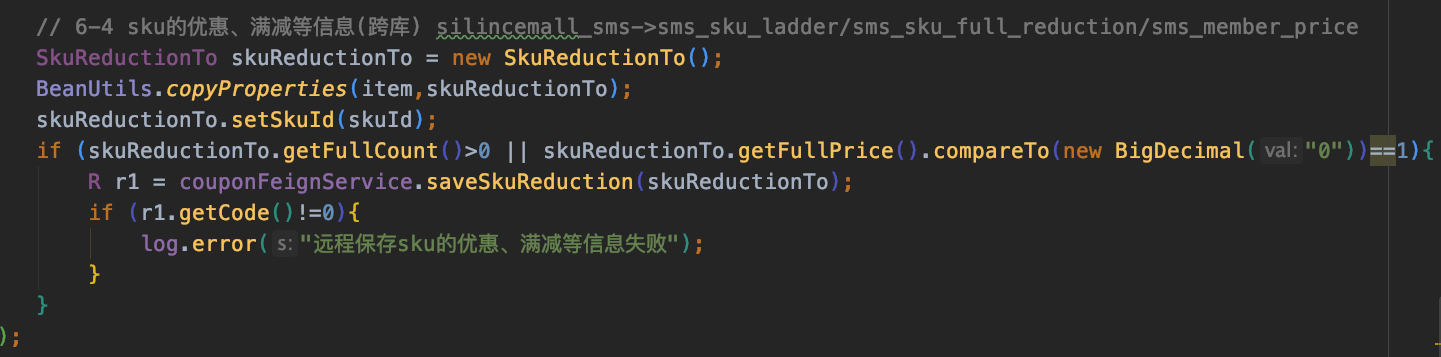 // 6-4 sku的优惠、满减等信息(跨库) silincemall_sms->sms_sku_ladder/sms_sku_full_reduction/sms_member_price
SkuReductionTo skuReductionTo = new SkuReductionTo();
BeanUtils.copyProperties(item,skuReductionTo);
skuReductionTo.setSkuId(skuId);
if (skuReductionTo.getFullCount()>0 || skuReductionTo.getFullPrice().compareTo(new BigDecimal( val: "0"))==1){
R r1 = couponFeignService.saveSkuReduction(skuReductionTo);
if (r1.getCode()!=0){
log.error( s: "远程保存sku的优惠、满减等信息失败");
}
}
);